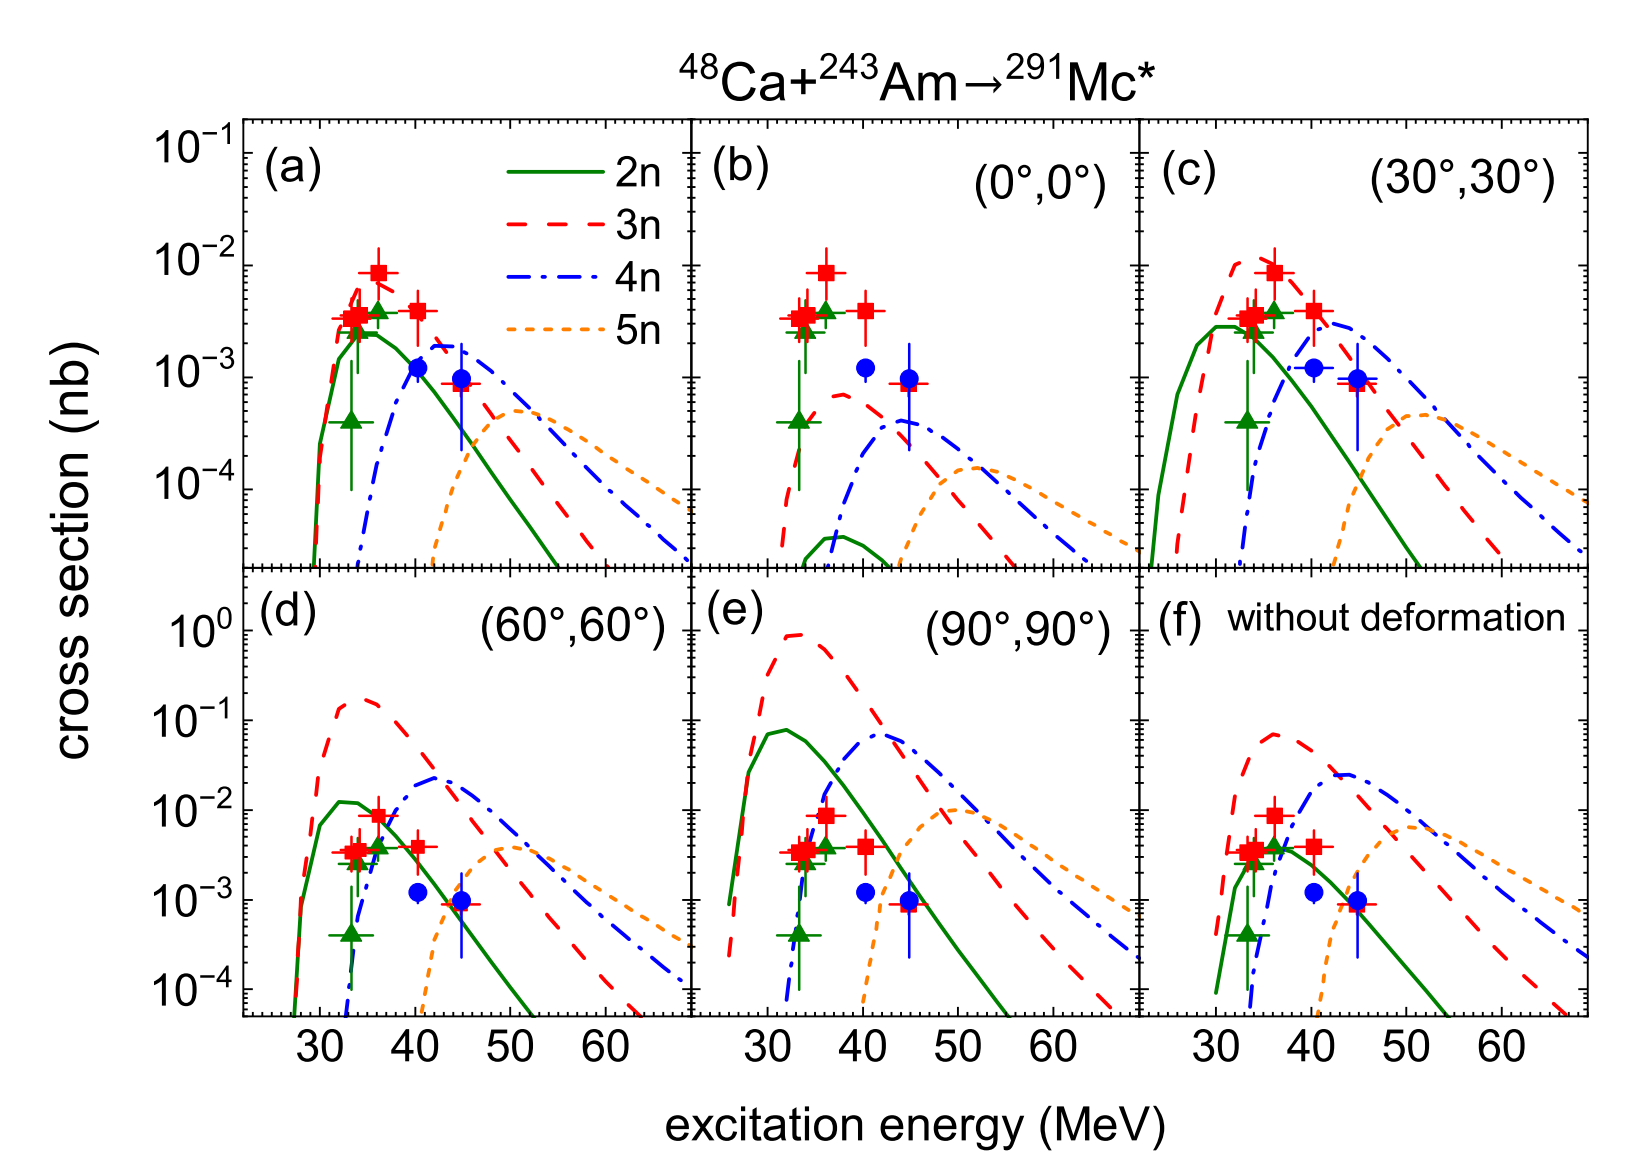 ⁴⁸Ca+²⁴³Am→²⁹¹Mc*
(a)
2n
3n
4n
5n
(b)
(0°,0°)
(c)
(30°,30°)
10⁻¹
10⁻²
10⁻³
10⁻⁴
cross section (nb)
(d)
(60°,60°)
(e)
(90°,90°)
(f) without deformation
10⁰
10⁻¹
10⁻²
10⁻³
10⁻⁴
30 40 50 60 30 40 50 60 30 40 50 60
excitation energy (MeV)